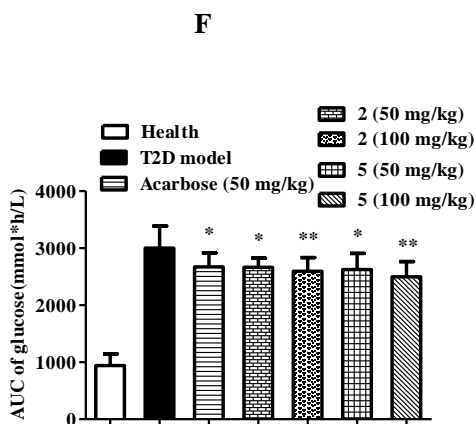 F
Health
T2D model
Acarbose (50 mg/kg)
2 (50 mg/kg)
2 (100 mg/kg)
5 (50 mg/kg)
5 (100 mg/kg)
AUC of glucose(mmol*h/L)
4000
3000
2000
1000
0
* * ** * **